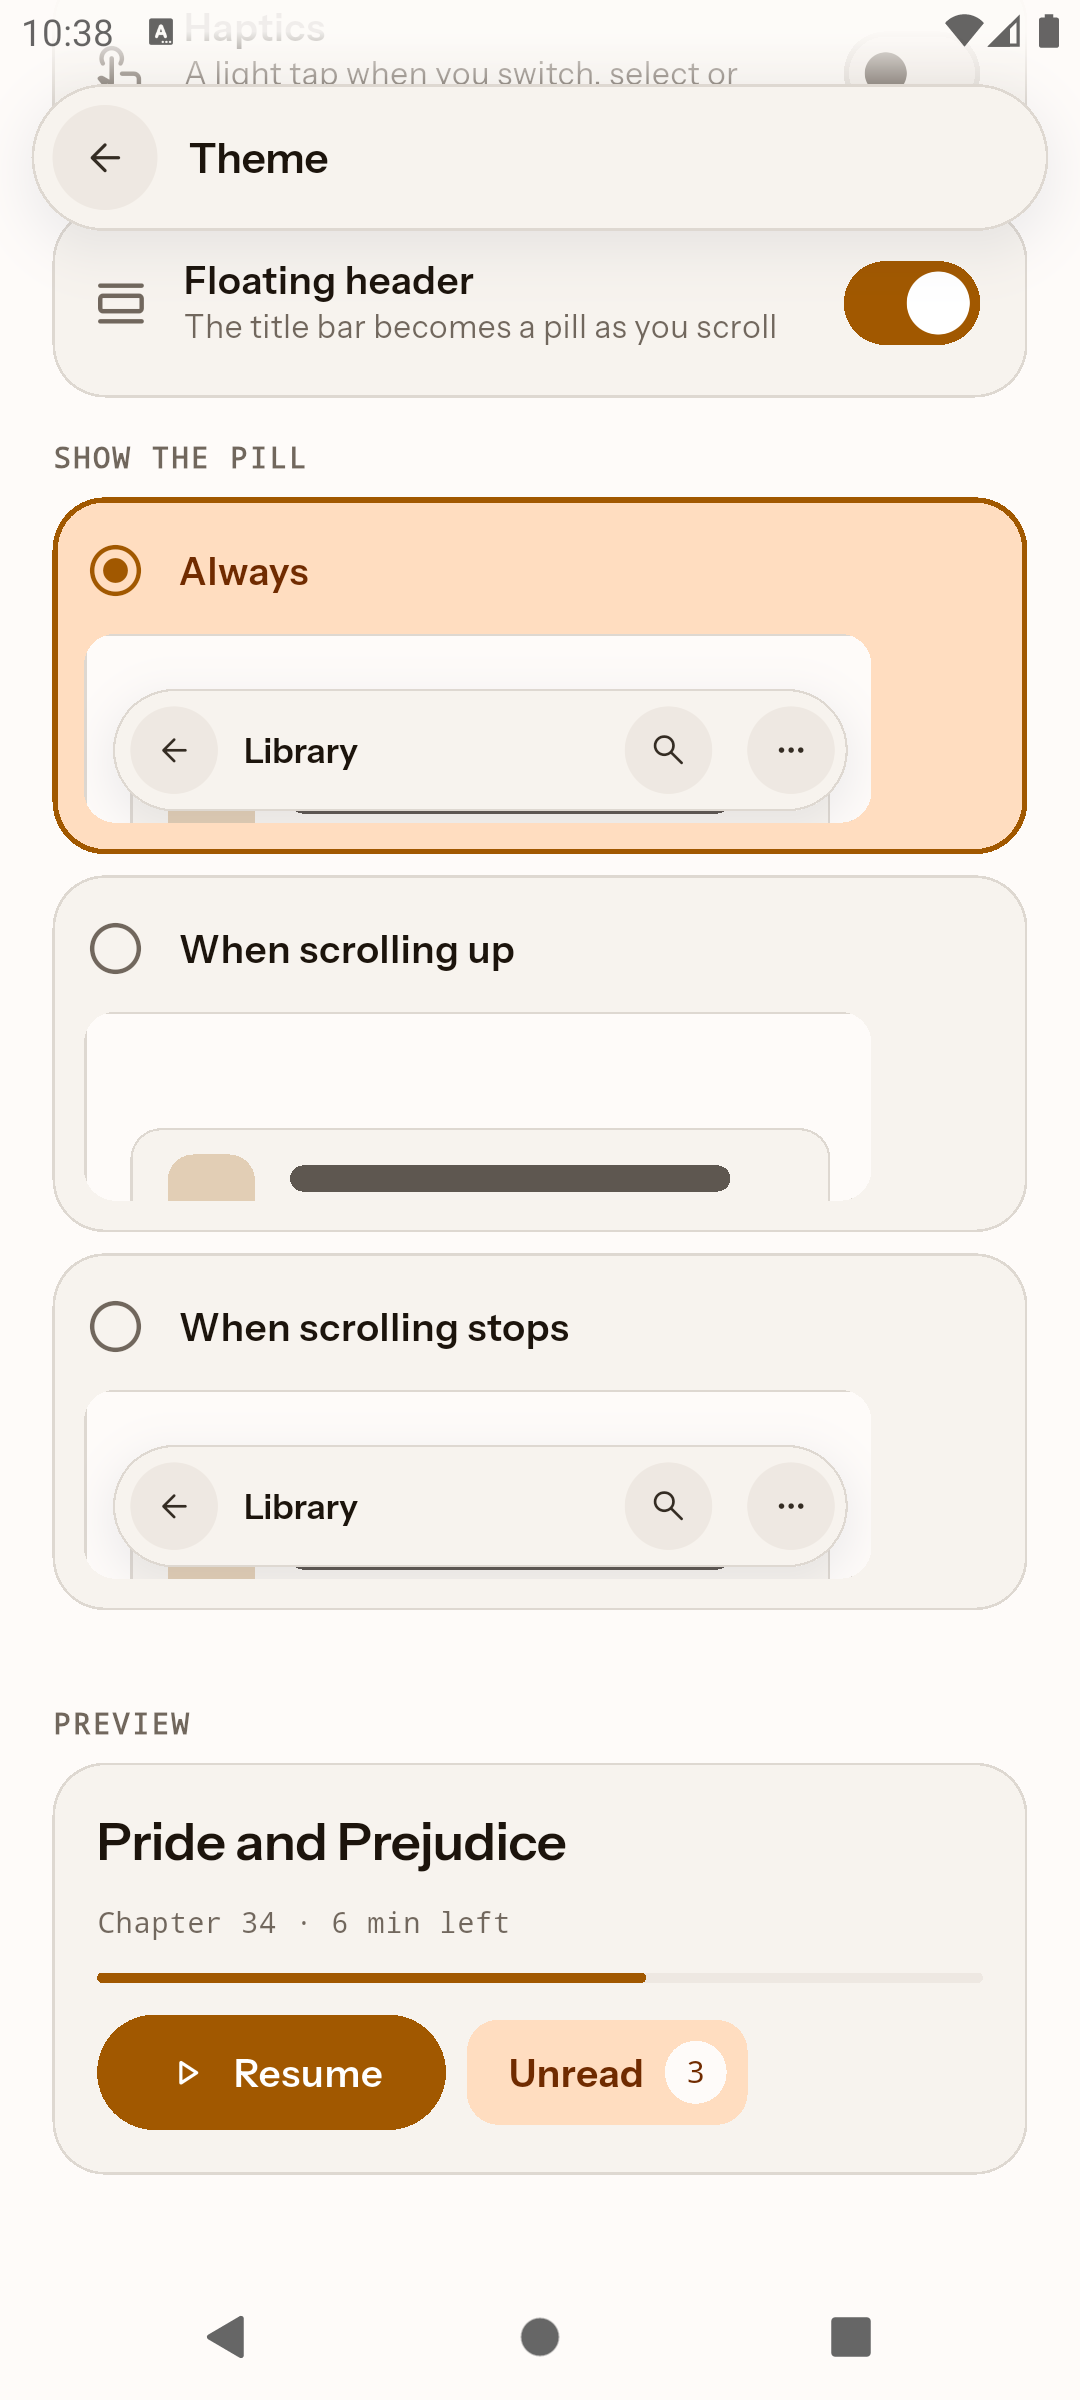 10:38
Haptics
A light tap when you switch, select or
Theme
Floating header
The title bar becomes a pill as you scroll
SHOW THE PILL
Always
Library
When scrolling up
When scrolling stops
Library
PREVIEW
Pride and Prejudice
Chapter 34 · 6 min left
Resume
Unread 3